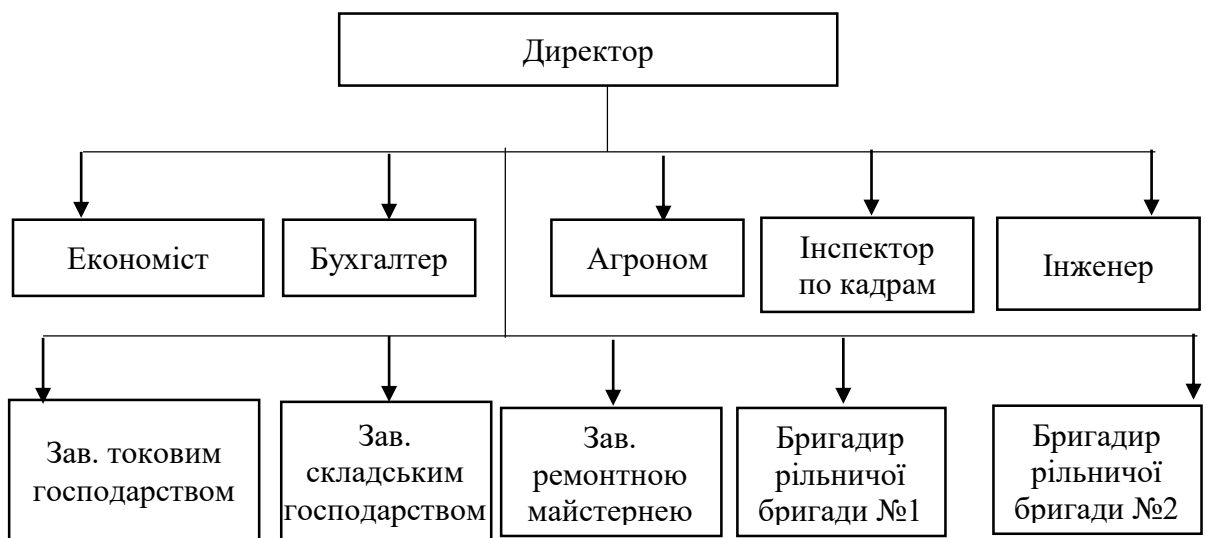 Директор
Економіст
Бухгалтер
Агроном
Інспектор
по кадрам
Інженер
Зав. токовим
господарством
Зав.
складським
господарством
Зав.
ремонтною
майстернею
Бригадир
рільничої
бригади №1
Бригадир
рільничої
бригади №2